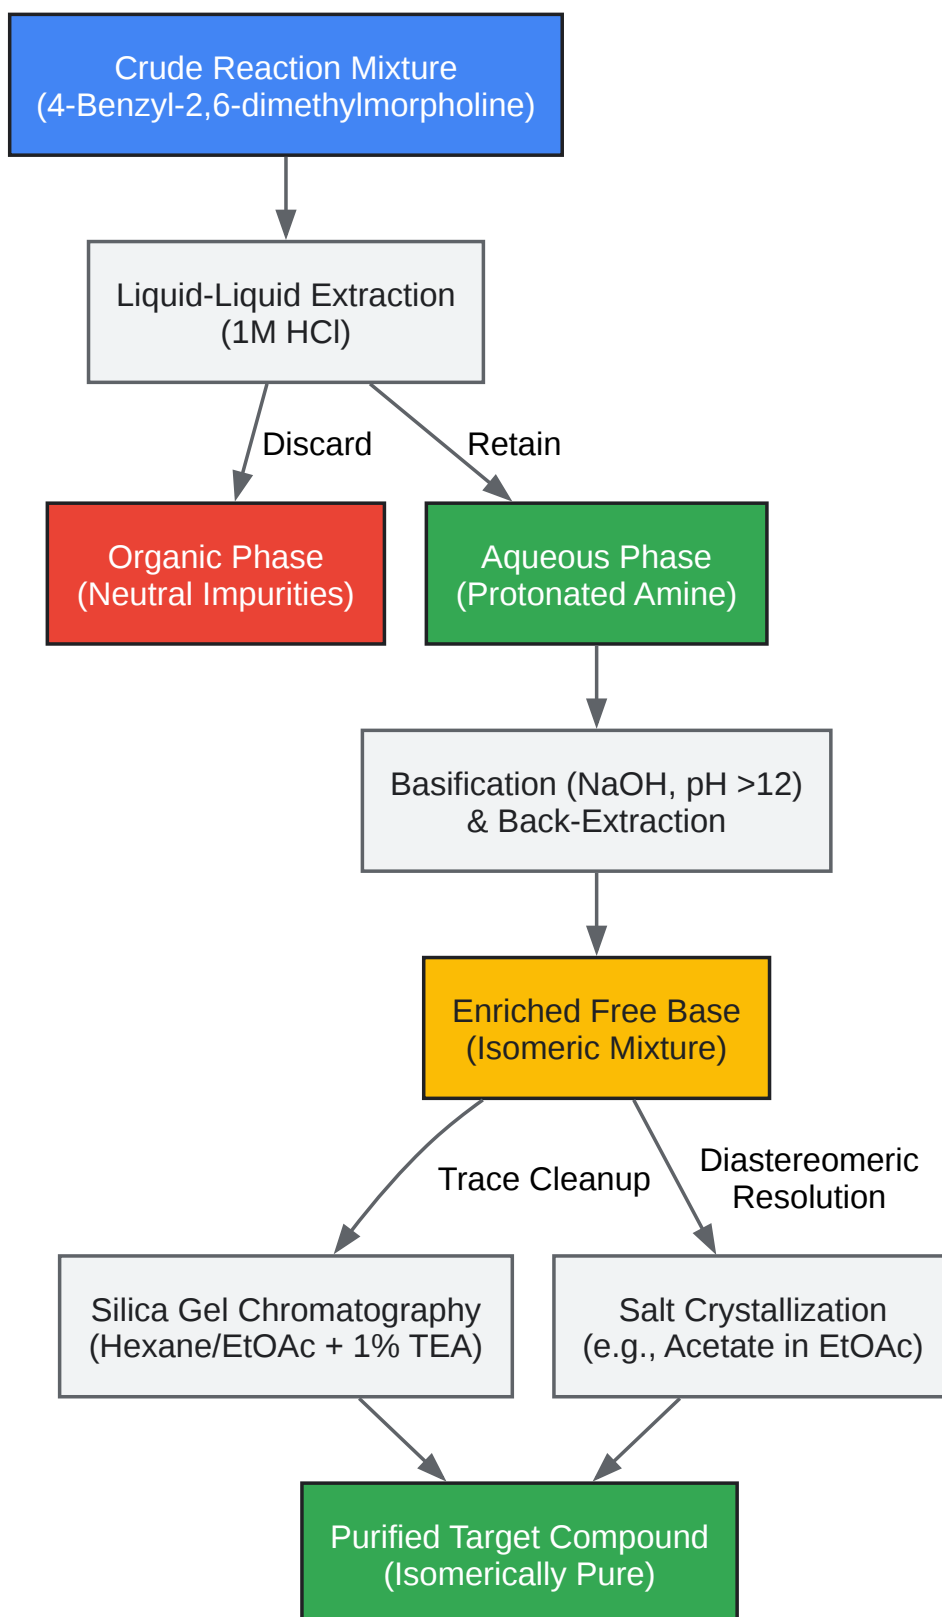 Crude Reaction Mixture
(4-Benzyl-2,6-dimethylmorpholine)
Liquid-Liquid Extraction
(1M HCl)
Discard
Retain
Organic Phase
(Neutral Impurities)
Aqueous Phase
(Protonated Amine)
Basification (NaOH, pH >12)
& Back-Extraction
Enriched Free Base
(Isomeric Mixture)
Trace Cleanup
Diastereomeric
Resolution
Silica Gel Chromatography
(Hexane/EtOAc + 1% TEA)
Salt Crystallization
(e.g., Acetate in EtOAc)
Purified Target Compound
(Isomerically Pure)